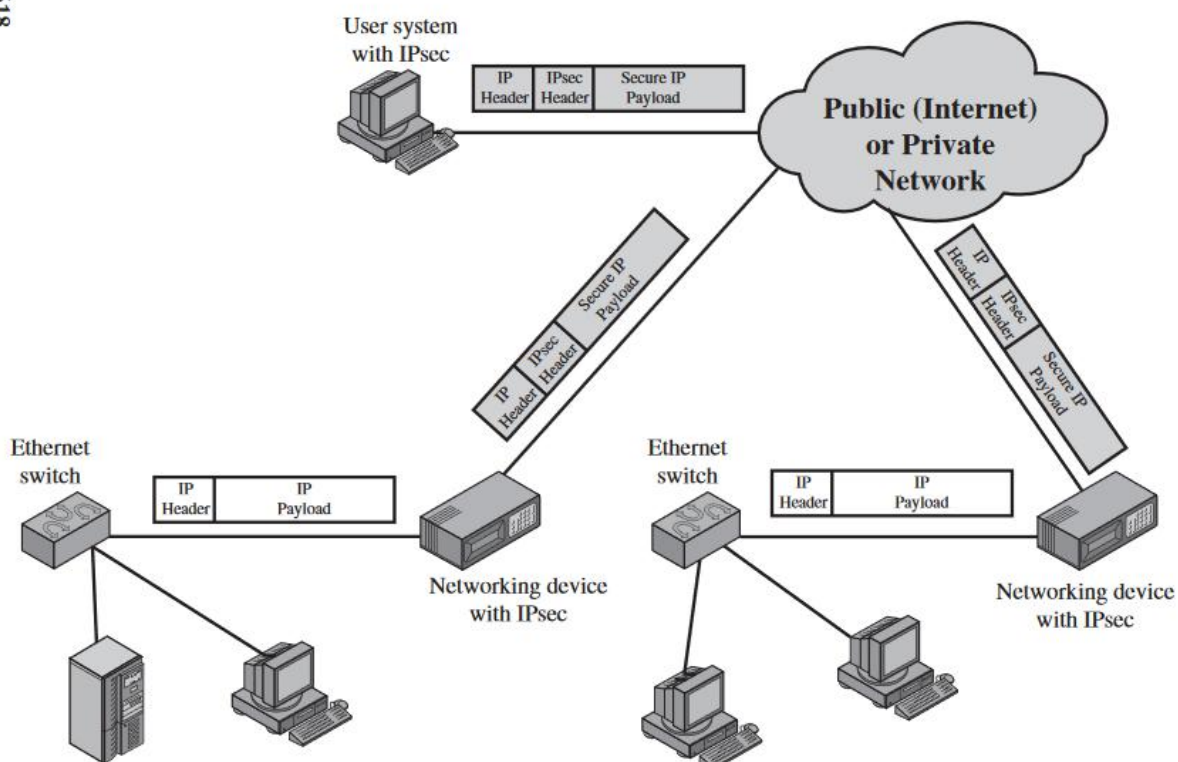 User system
with IPsec
IP
Header
IPsec
Header
Secure IP
Payload
Public (Internet)
or Private
Network
IP
Header
IPsec
Header
Secure IP
Payload
IP
Header
IPsec
Header
Secure IP
Payload
Ethernet
switch
IP
Header
IP
Payload
Networking device
with IPsec
Ethernet
switch
IP
Header
IP
Payload
Networking device
with IPsec